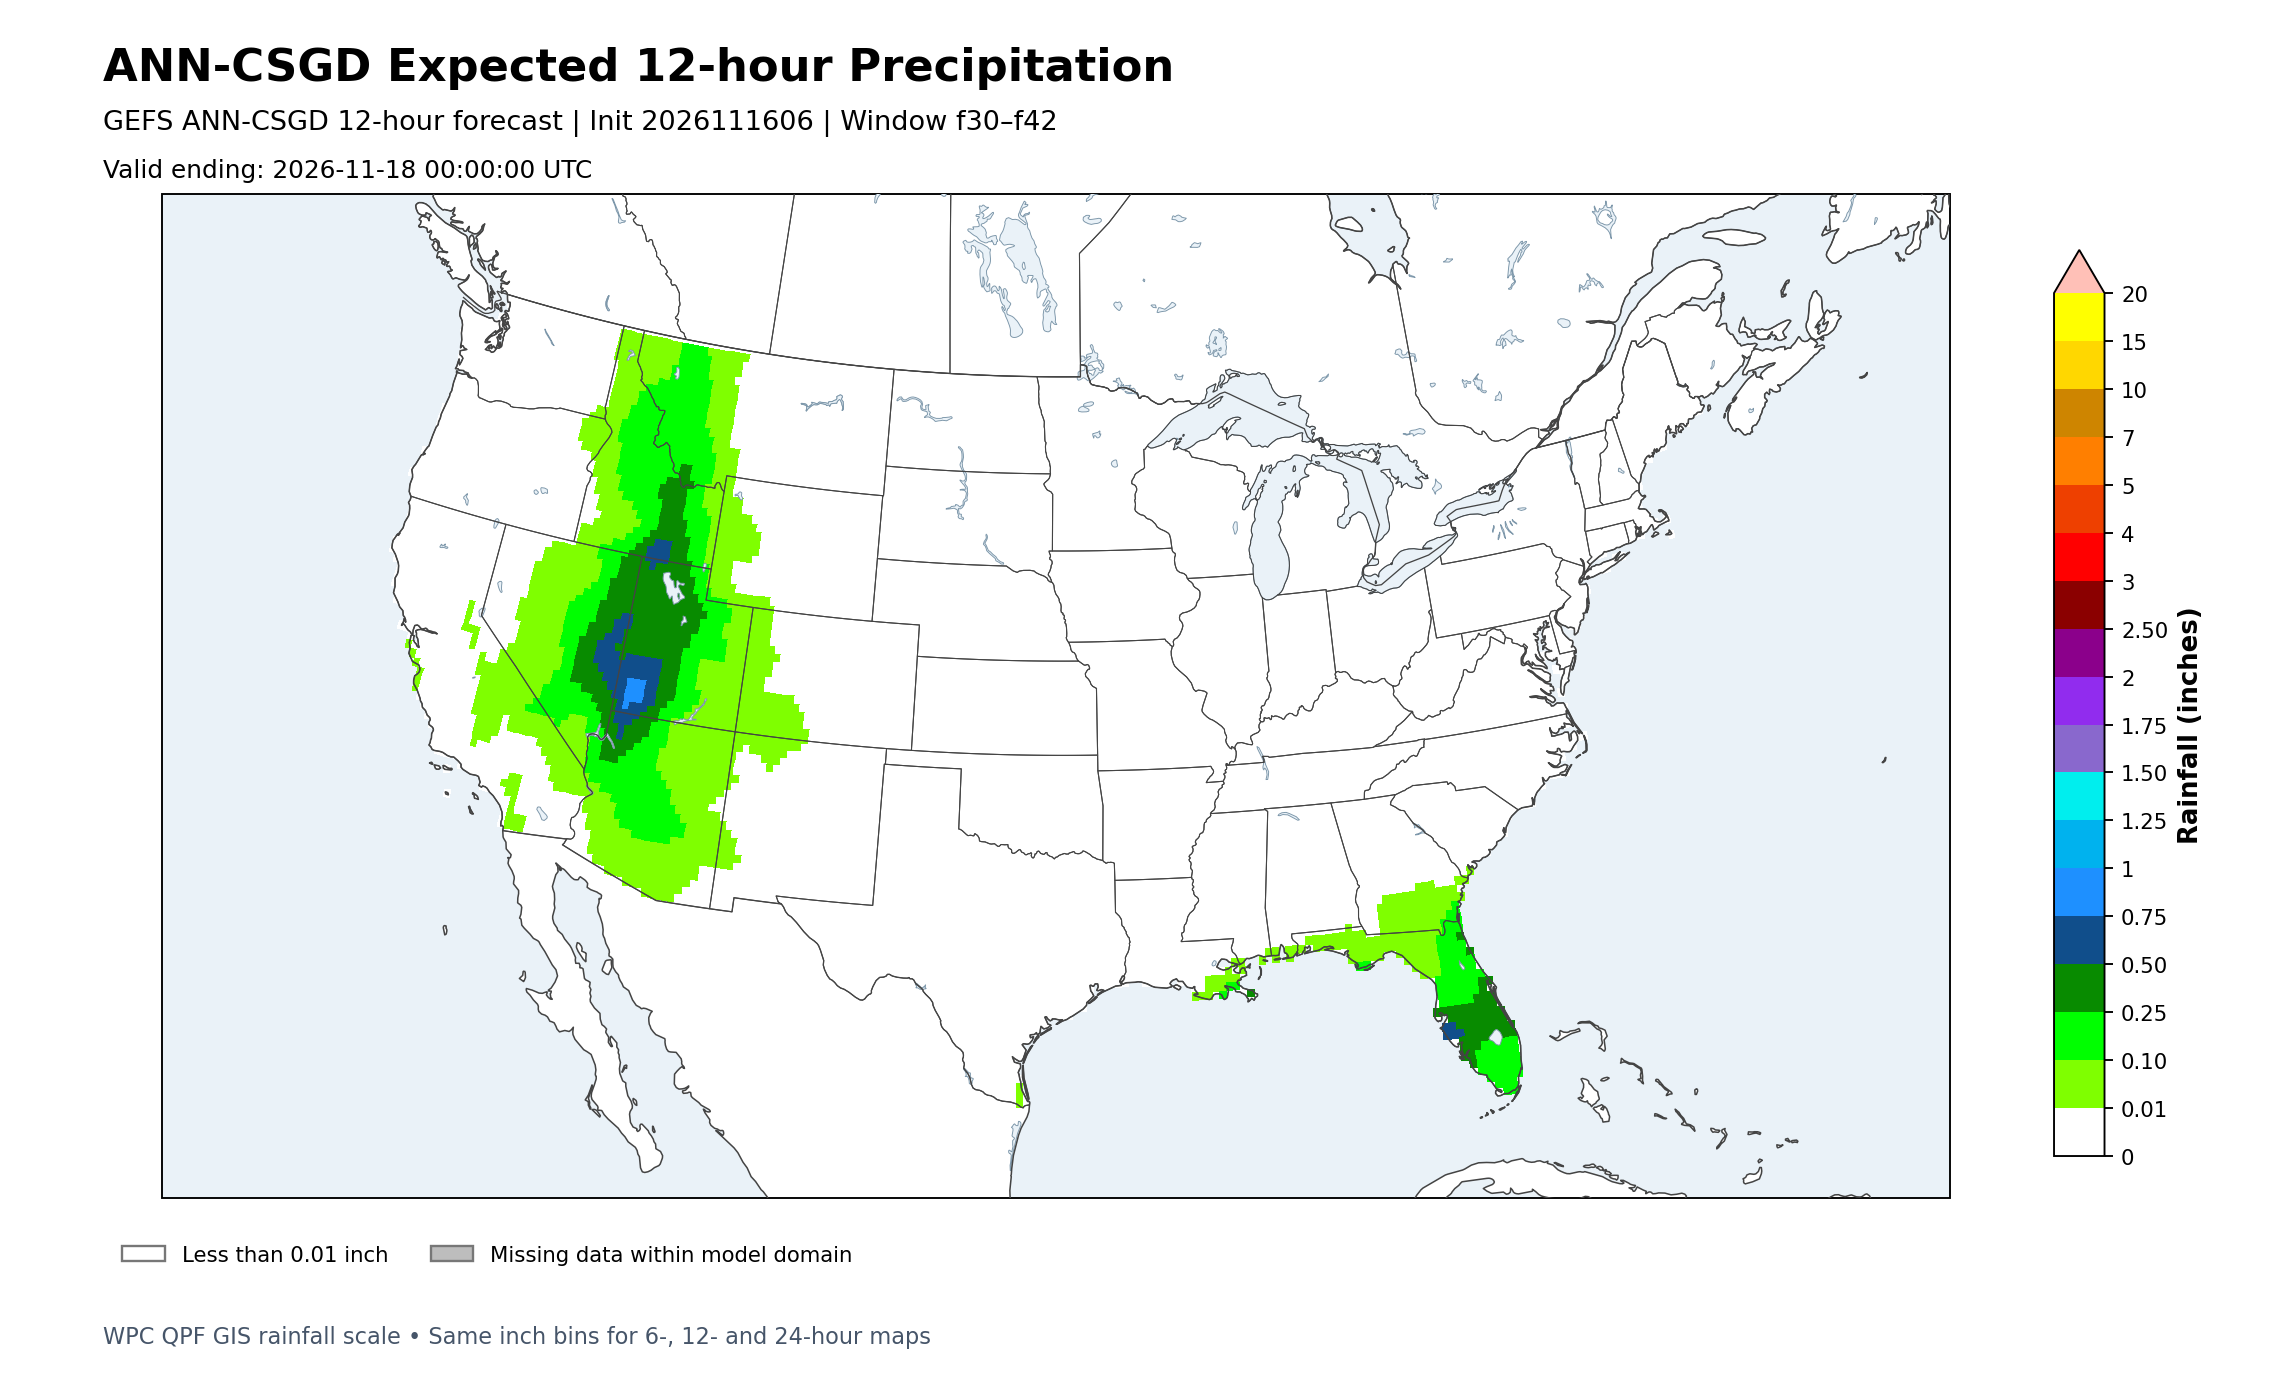 ANN-CSGD Expected 12-hour Precipitation
GEFS ANN-CSGD 12-hour forecast | Init 2026111606 | Window f30–f42
Valid ending: 2026-11-18 00:00:00 UTC
20
15
10
7
5
4
3
2.50
2
1.75
1.50
1.25
1
0.75
0.50
0.25
0.10
0.01
0
Rainfall (inches)
Less than 0.01 inch
Missing data within model domain
WPC QPF GIS rainfall scale • Same inch bins for 6-, 12- and 24-hour maps